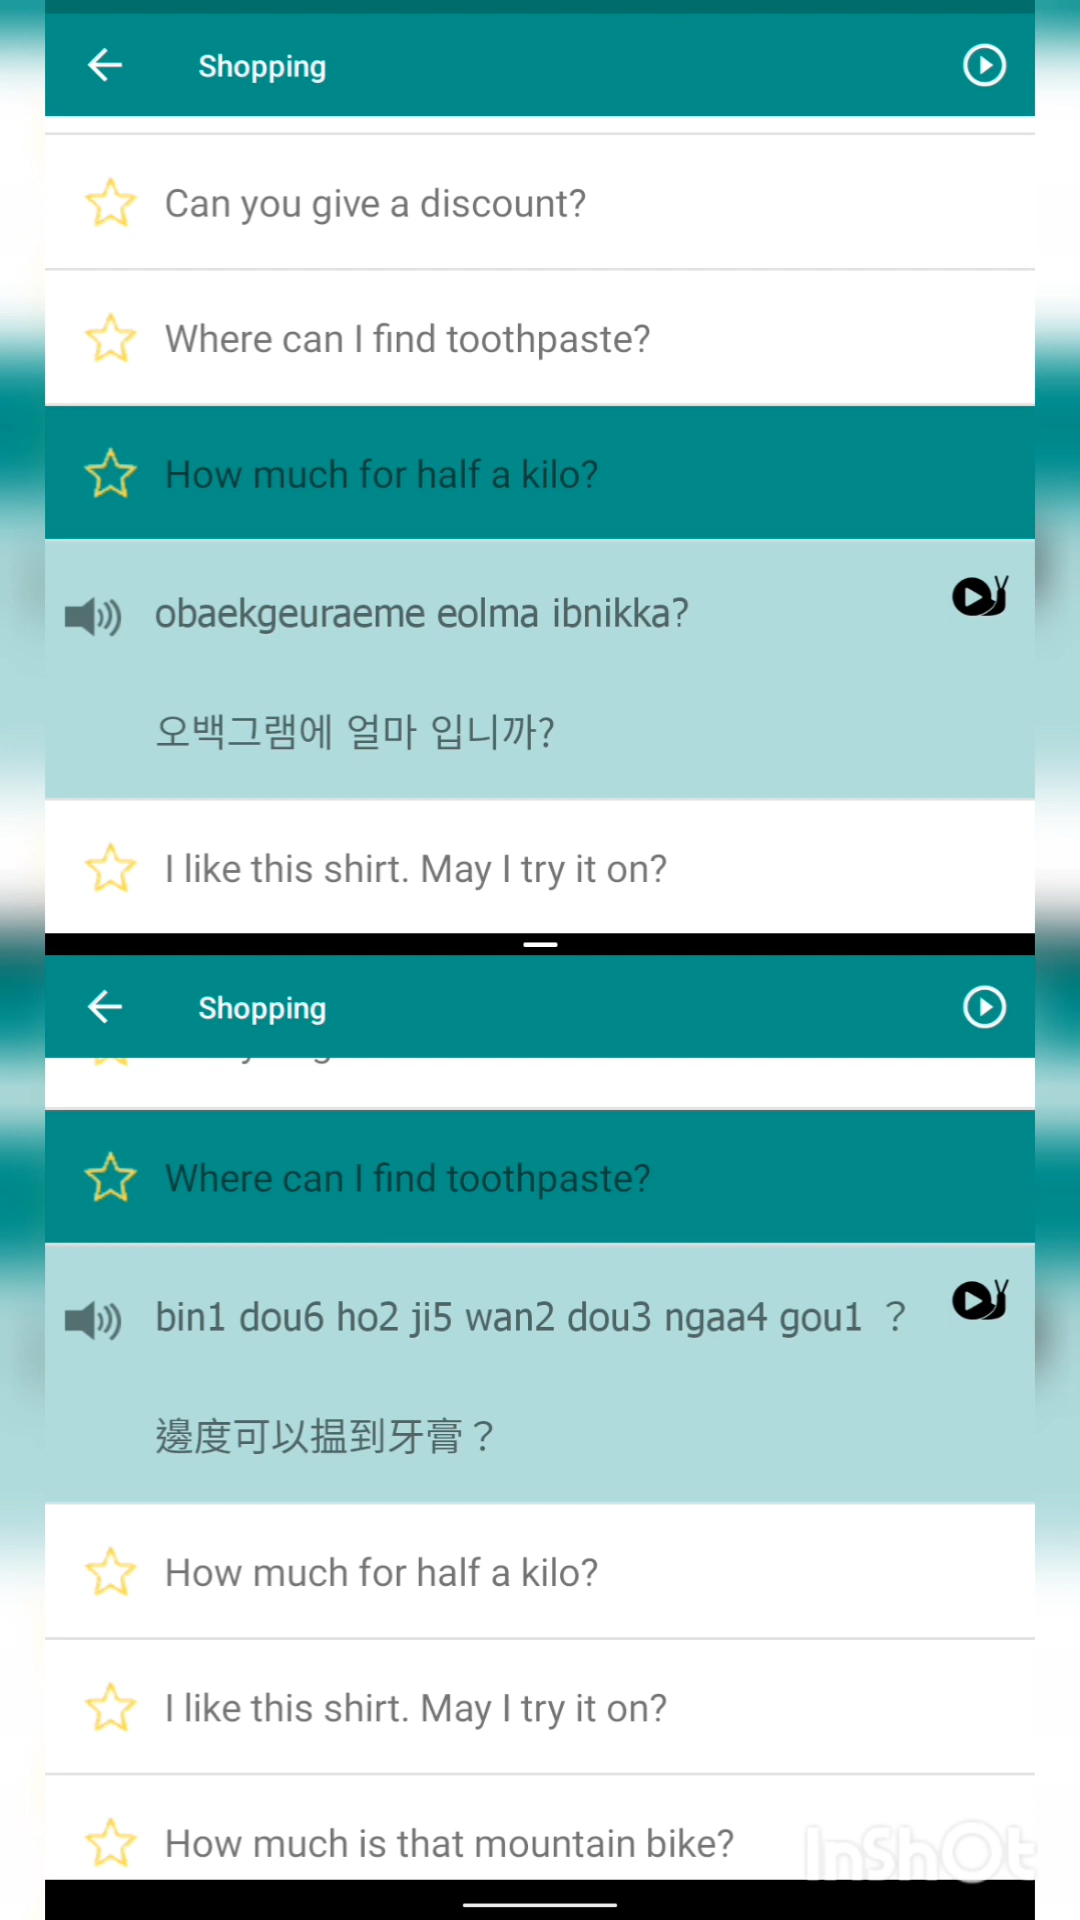 Shopping
Can you give a discount?
Where can I find toothpaste?
How much for half a kilo?
obaekgeuraeme eolma ibnikka?
오백그램에 얼마 입니까?
I like this shirt. May I try it on?
Shopping
Where can I find toothpaste?
bin1 dou6 ho2 ji5 wan2 dou3 ngaa4 gou1 ？
邊度可以揾到牙膏？
How much for half a kilo?
I like this shirt. May I try it on?
How much is that mountain bike?
InShOt